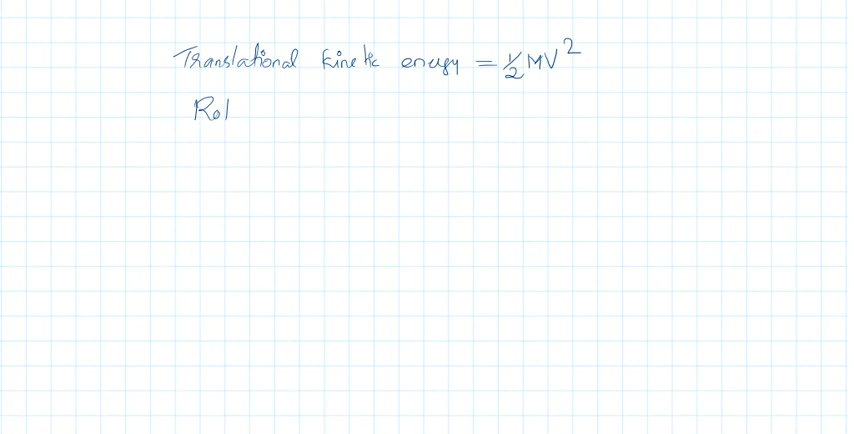 Translational kinetic energy = 1/2 MV²
Rol